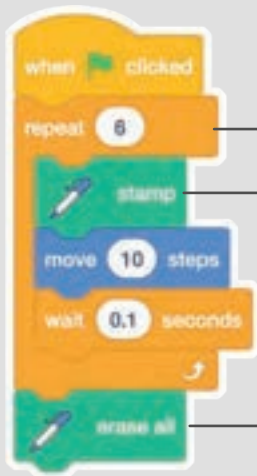 when clicked
repeat 6
stamp
move 10 steps
wait 0.1 seconds
erase all